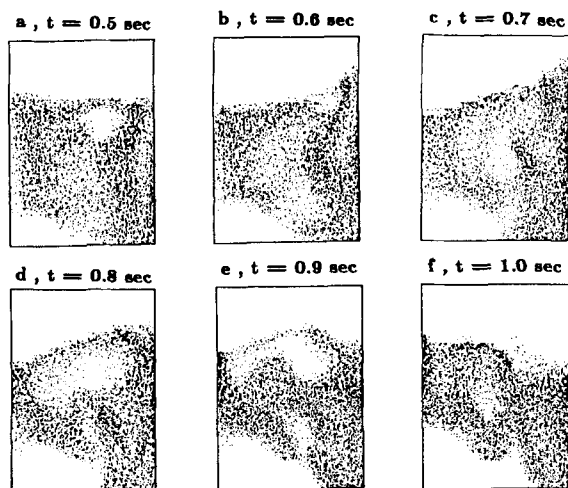 a , t = 0.5 sec
b , t = 0.6 sec
c , t = 0.7 sec
d , t = 0.8 sec
e , t = 0.9 sec
f , t = 1.0 sec